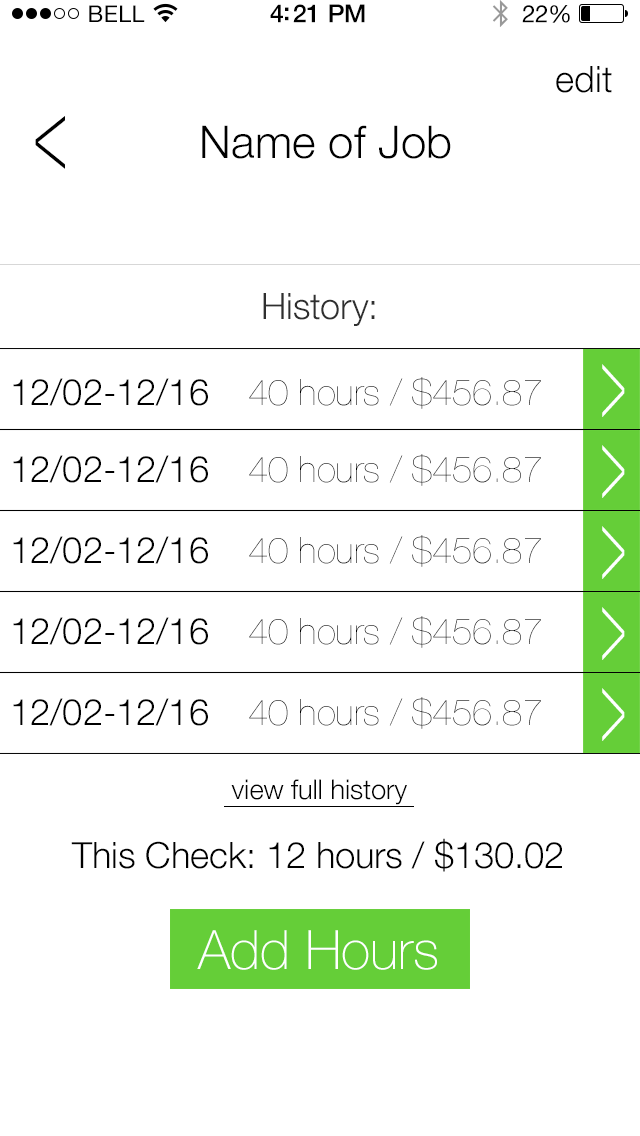 BELL 4:21 PM 22%
edit
Name of Job
History:
12/02-12/16 40 hours / $456.87
12/02-12/16 40 hours / $456.87
12/02-12/16 40 hours / $456.87
12/02-12/16 40 hours / $456.87
12/02-12/16 40 hours / $456.87
view full history
This Check: 12 hours / $130.02
Add Hours